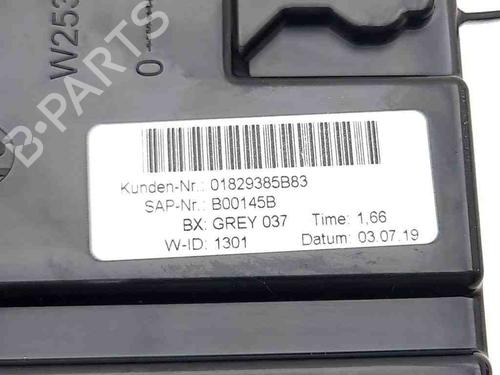 W253
B-PARTS
Kunden-Nr.: 01829385B83
SAP-Nr.: B00145B
BX: GREY 037 Time: 1,66
W-ID: 1301 Datum: 03.07.19